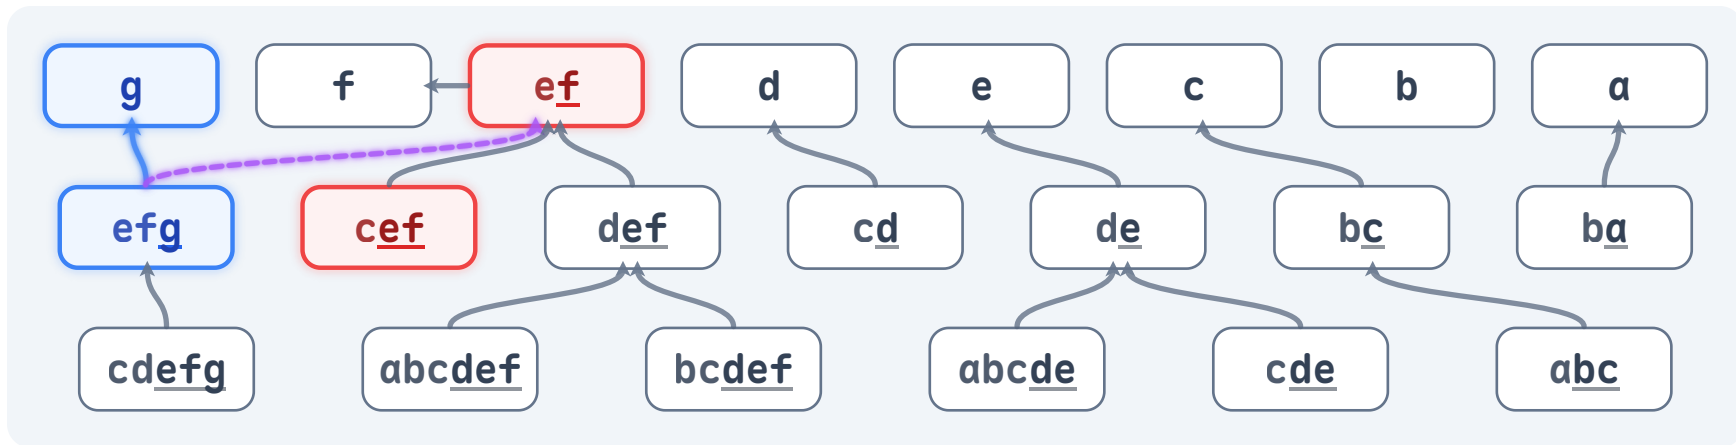 g f ef d e c b a
efg cef def cd de bc ba
cdefg abcdef bcdef abcde cde abc